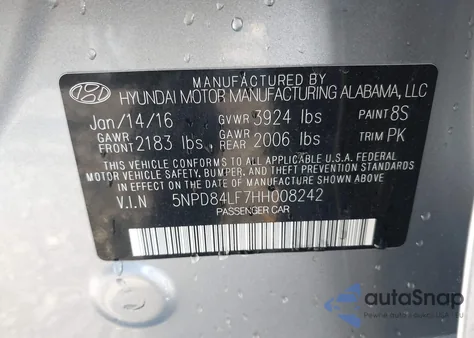 MANUFACTURED BY
HYUNDAI MOTOR MANUFACTURING ALABAMA, LLC
Jan/14/16 GVWR 3924 lbs PAINT 8S
GAWR FRONT 2183 lbs GAWR REAR 2006 lbs TRIM PK
THIS VEHICLE CONFORMS TO ALL APPLICABLE U.S.A. FEDERAL
MOTOR VEHICLE SAFETY, BUMPER, AND THEFT PREVENTION STANDARDS
IN EFFECT ON THE DATE OF MANUFACTURE SHOWN ABOVE.
V.I.N 5NPD84LF7HH008242
PASSENGER CAR
autoSnap